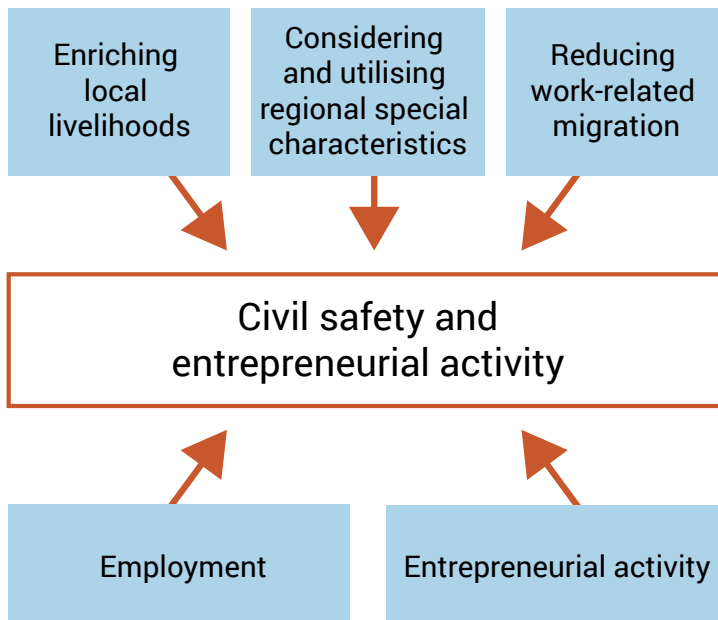 Enriching
local
livelihoods
Considering
and utilising
regional special
characteristics
Reducing
work-related
migration
Civil safety and
entrepreneurial activity
Employment
Entrepreneurial activity